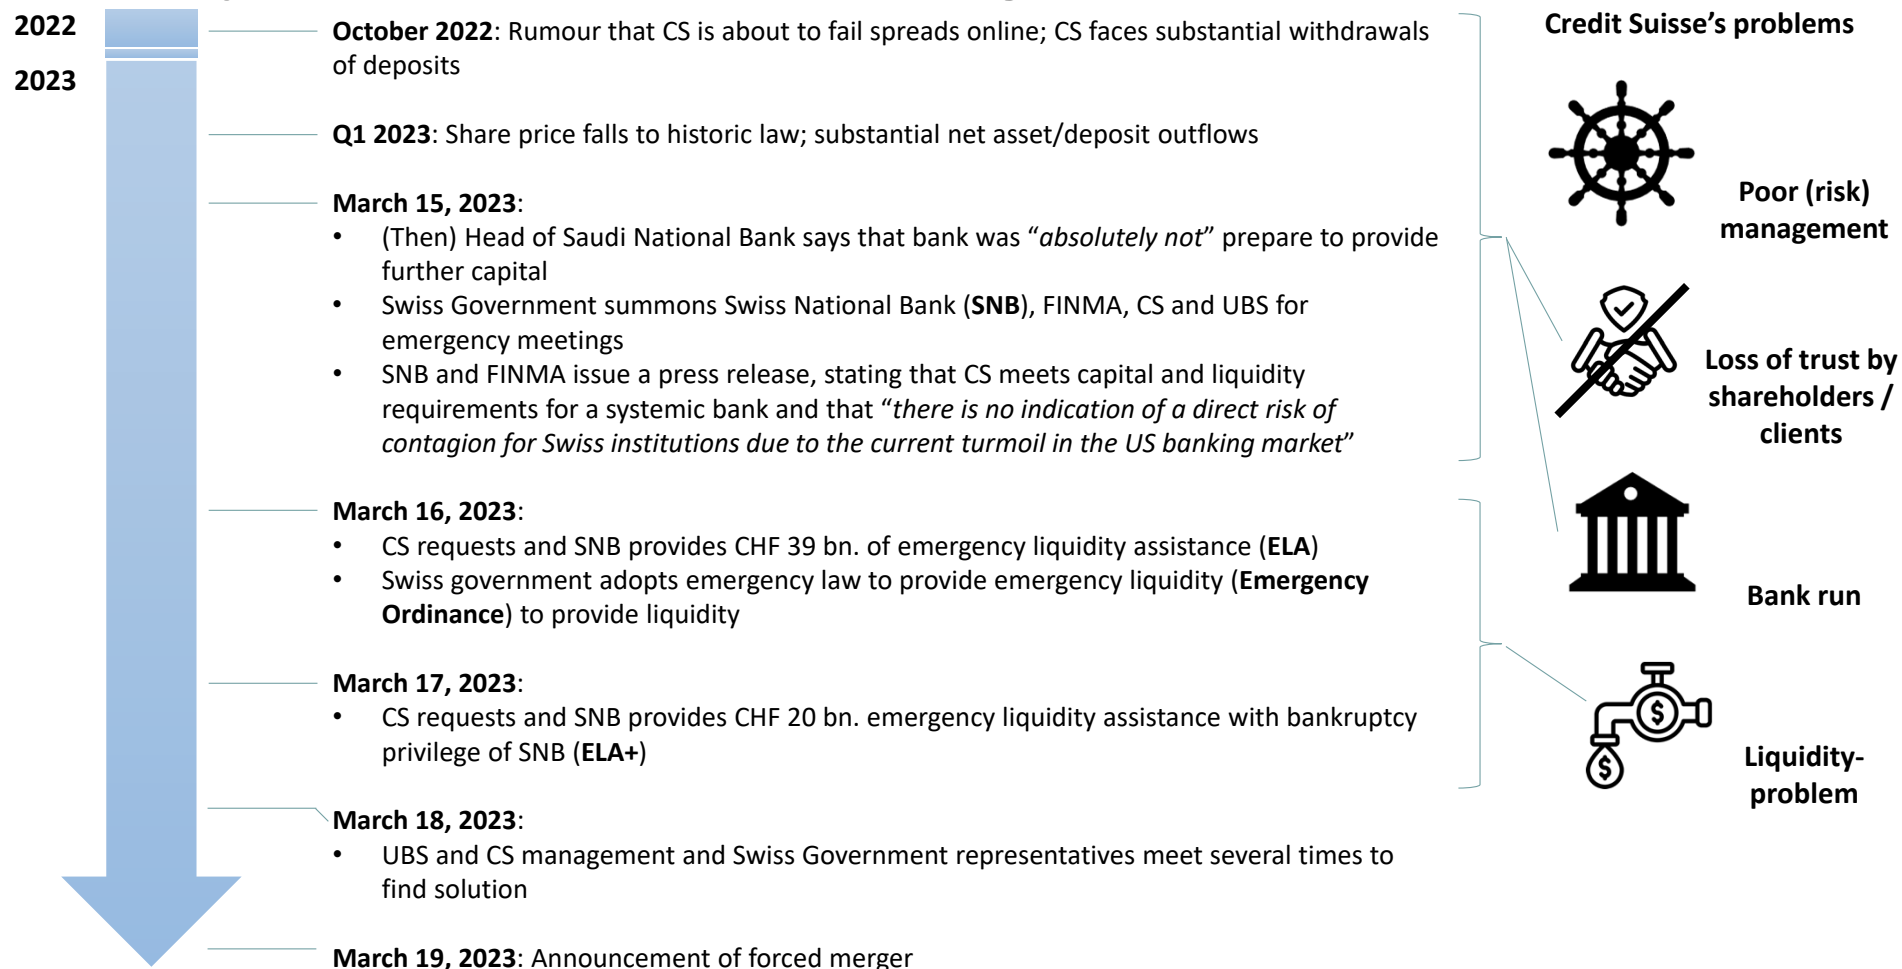 2022
2023
October 2022: Rumour that CS is about to fail spreads online; CS faces substantial withdrawals
of deposits
Q1 2023: Share price falls to historic law; substantial net asset/deposit outflows
March 15, 2023:
• (Then) Head of Saudi National Bank says that bank was “absolutely not” prepare to provide
further capital
• Swiss Government summons Swiss National Bank (SNB), FINMA, CS and UBS for
emergency meetings
• SNB and FINMA issue a press release, stating that CS meets capital and liquidity
requirements for a systemic bank and that “there is no indication of a direct risk of
contagion for Swiss institutions due to the current turmoil in the US banking market”
March 16, 2023:
• CS requests and SNB provides CHF 39 bn. of emergency liquidity assistance (ELA)
• Swiss government adopts emergency law to provide emergency liquidity (Emergency
Ordinance) to provide liquidity
March 17, 2023:
• CS requests and SNB provides CHF 20 bn. emergency liquidity assistance with bankruptcy
privilege of SNB (ELA+)
March 18, 2023:
• UBS and CS management and Swiss Government representatives meet several times to
find solution
March 19, 2023: Announcement of forced merger
Credit Suisse’s problems
Poor (risk)
management
Loss of trust by
shareholders /
clients
Bank run
$
$
Liquidity-
problem